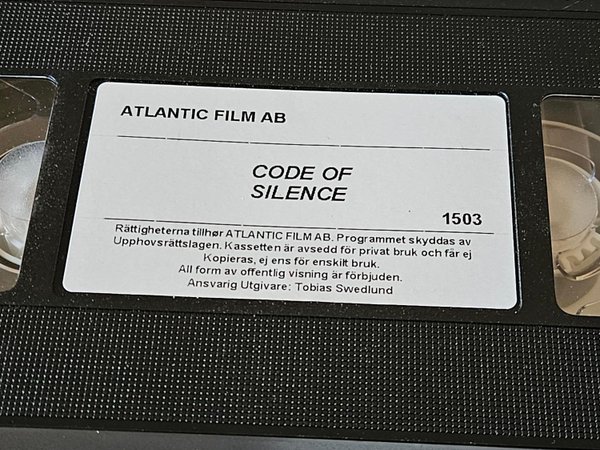 ATLANTIC FILM AB
CODE OF
SILENCE
1503
Rättigheterna tillhør ATLANTIC FILM AB. Programmet skyddas av
Upphovsrättslagen. Kassetten är avsedd för privat bruk och fär ej
Kopieras, ej ens för enskilt bruk.
All form av offentlig visning är förbjuden.
Ansvarig Utgivare: Tobias Swedlund